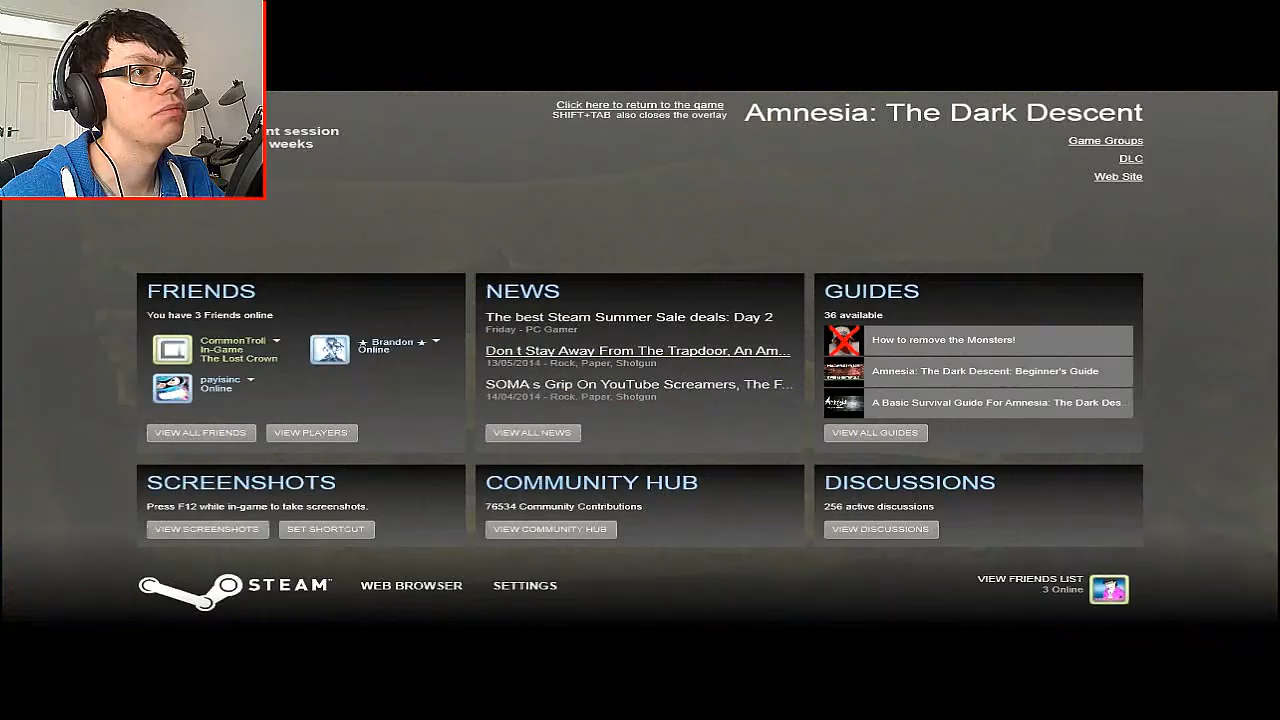 Click here to return to the game
SHIFT+TAB also closes the overlay
Amnesia: The Dark Descent
nt session
weeks
Game Groups
DLC
Web Site
FRIENDS
You have 3 Friends online
CommonTroll
In-Game
The Lost Crown
★ Brandon ★
Online
payisinc
Online
VIEW ALL FRIENDS
VIEW PLAYERS
NEWS
The best Steam Summer Sale deals: Day 2
Friday - PC Gamer
Don t Stay Away From The Trapdoor, An Am...
13/05/2014 - Rock, Paper, Shotgun
SOMA s Grip On YouTube Screamers, The F...
14/04/2014 - Rock, Paper, Shotgun
VIEW ALL NEWS
GUIDES
36 available
How to remove the Monsters!
Amnesia: The Dark Descent: Beginner's Guide
A Basic Survival Guide For Amnesia: The Dark Des...
VIEW ALL GUIDES
SCREENSHOTS
Press F12 while in-game to take screenshots.
VIEW SCREENSHOTS
SET SHORTCUT
COMMUNITY HUB
76534 Community Contributions
VIEW COMMUNITY HUB
DISCUSSIONS
256 active discussions
VIEW DISCUSSIONS
STEAM™
WEB BROWSER
SETTINGS
VIEW FRIENDS LIST
3 Online